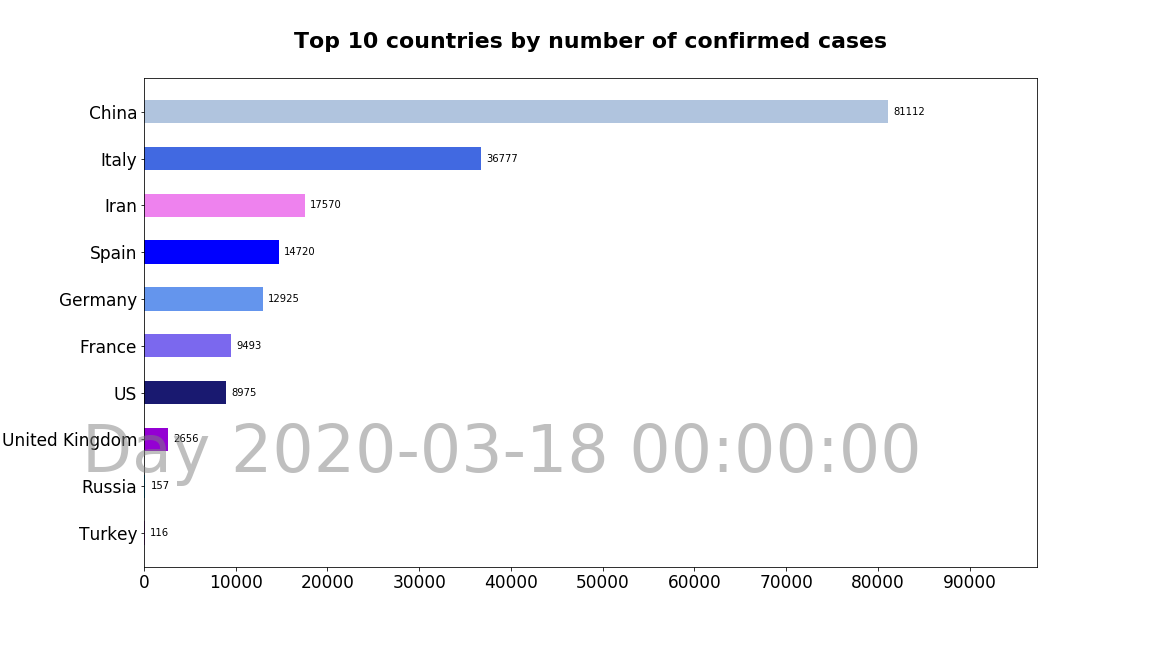 Top 10 countries by number of confirmed cases
China 81112
Italy 36777
Iran 17570
Spain 14720
Germany 12925
France 9493
US 8975
United Kingdom 2656
Day 2020-03-18 00:00:00
Russia 157
Turkey 116
0 10000 20000 30000 40000 50000 60000 70000 80000 90000